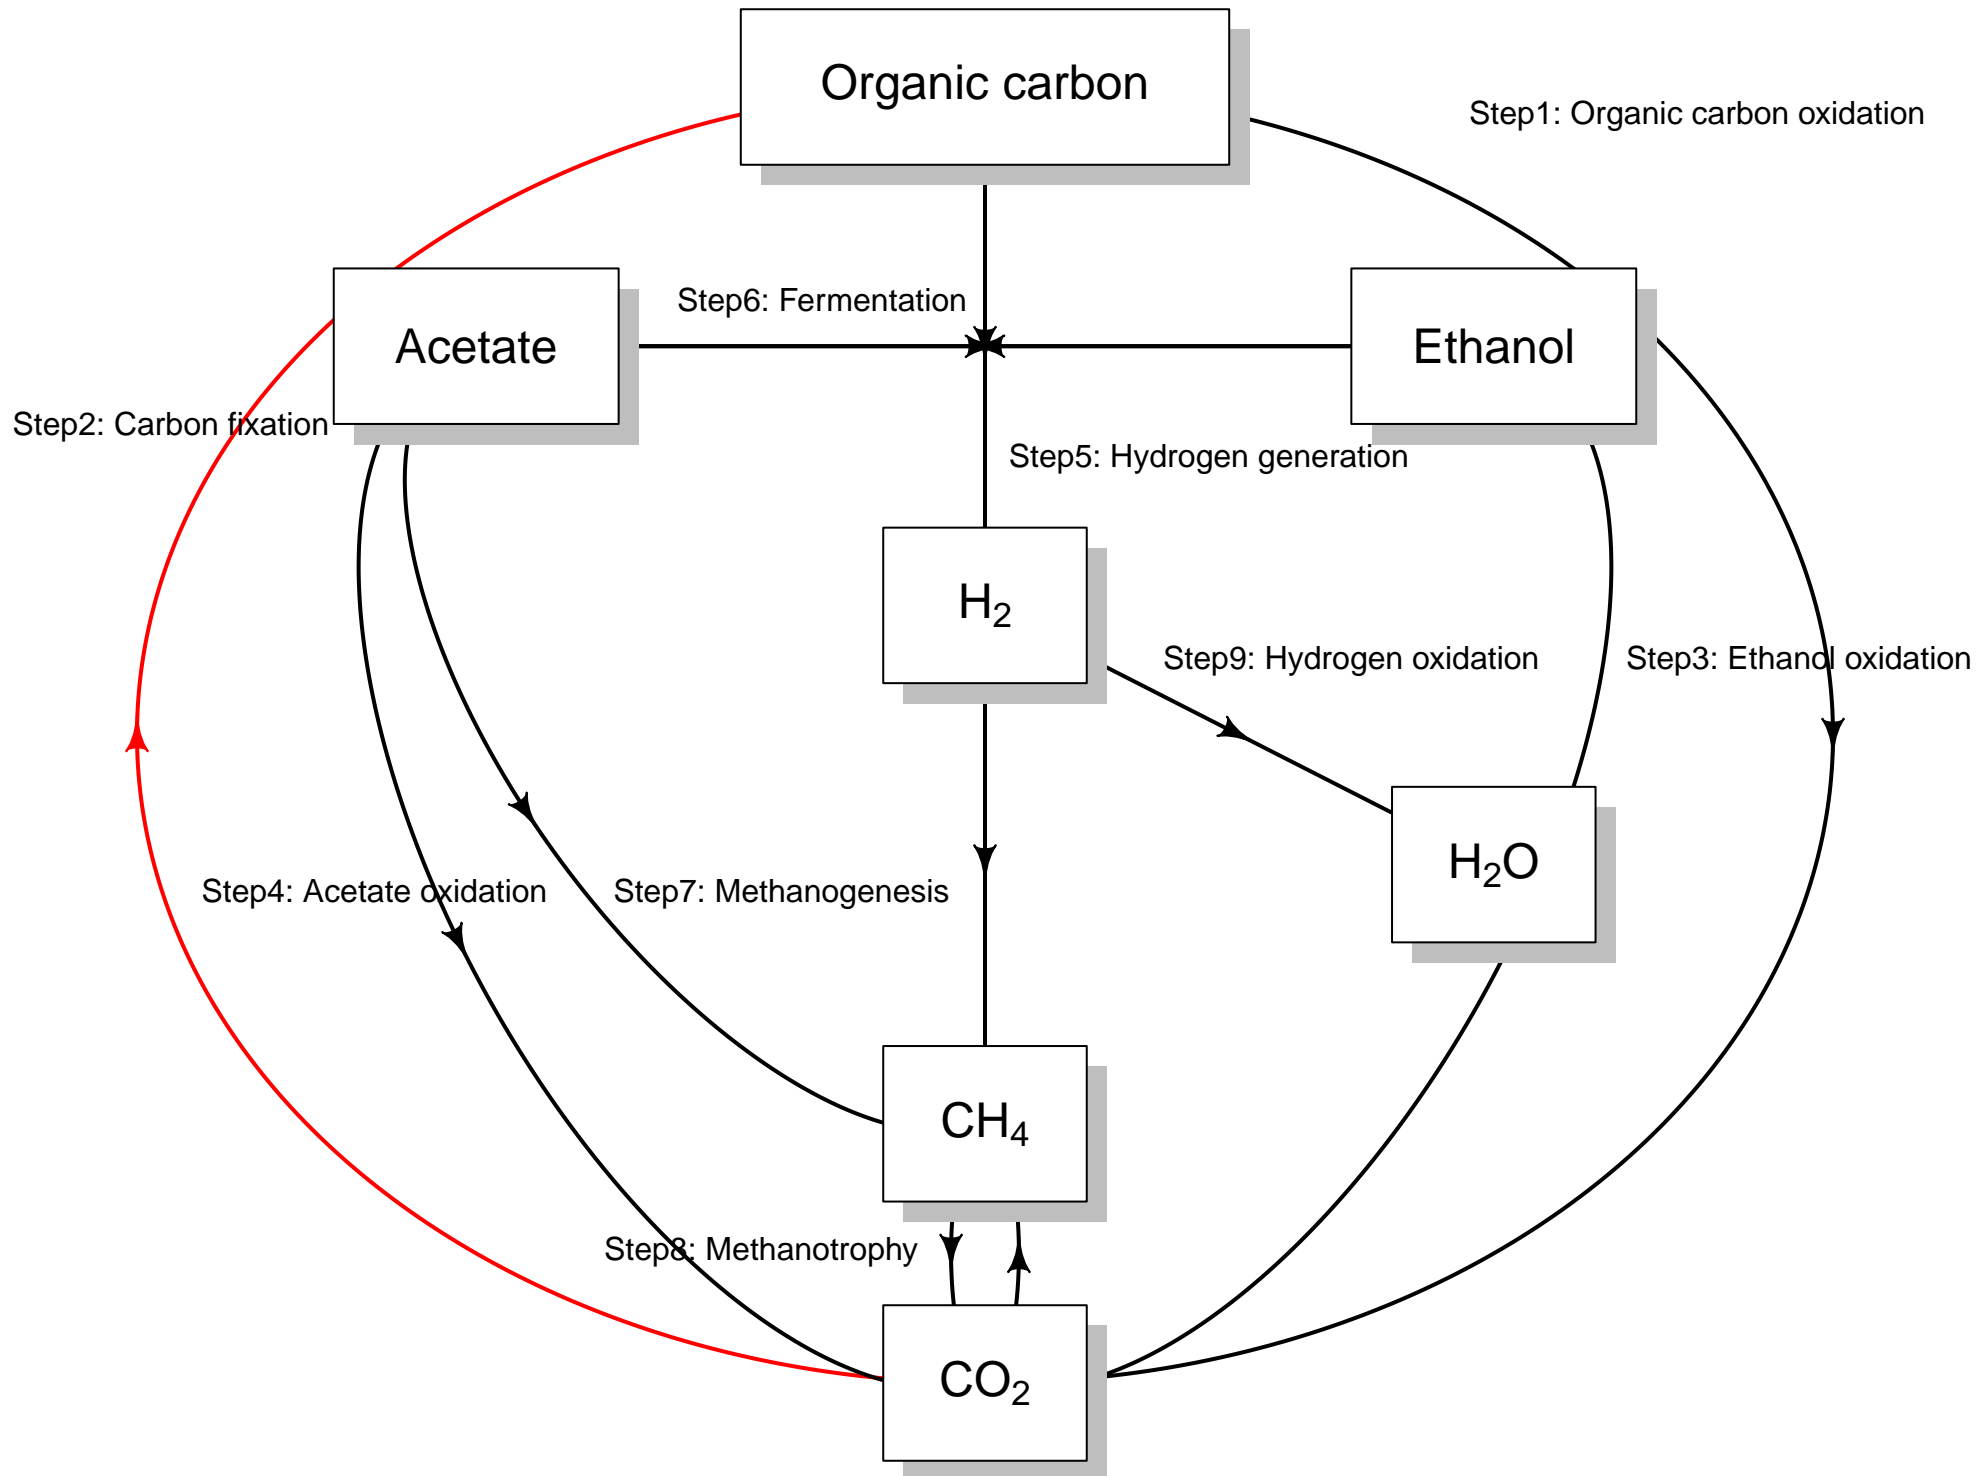 Organic carbon
Step1: Organic carbon oxidation
Step6: Fermentation
Acetate
Ethanol
Step2: Carbon fixation
Step5: Hydrogen generation
H₂
Step9: Hydrogen oxidation
Step3: Ethanol oxidation
H₂O
Step4: Acetate oxidation
Step7: Methanogenesis
CH₄
Step8: Methanotrophy
CO₂